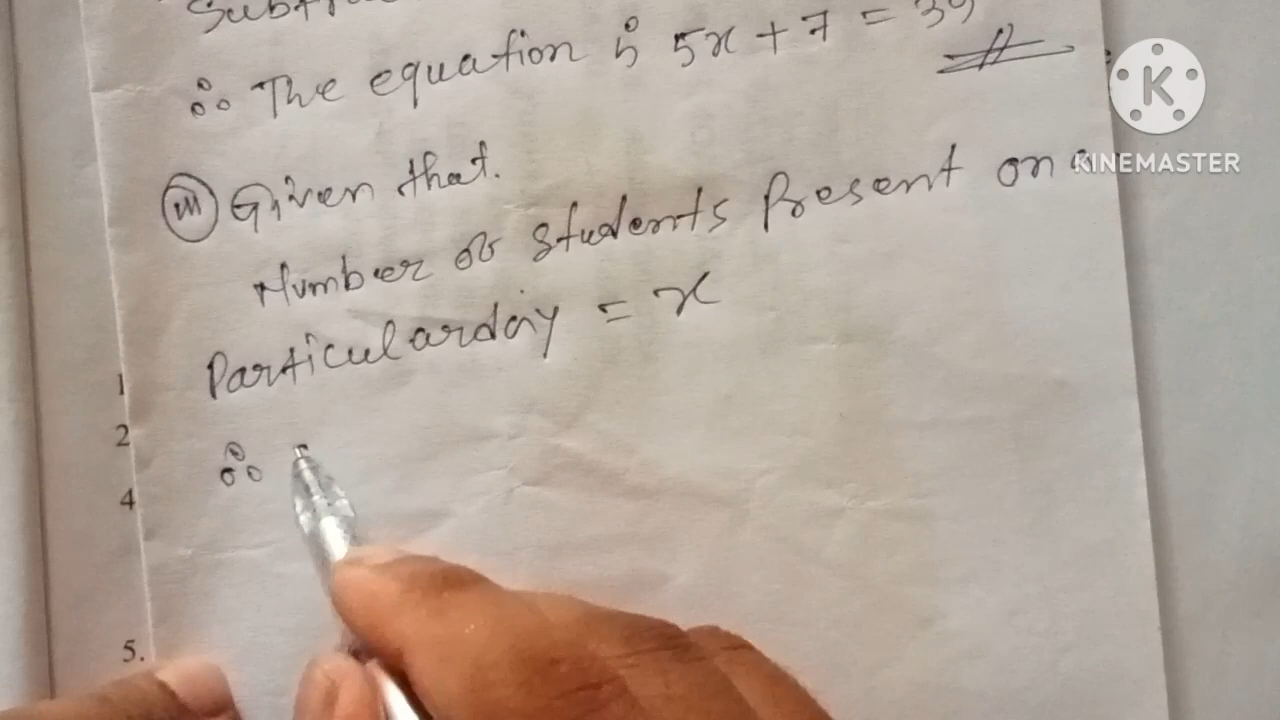 ∴ The equation is 5x + 7 = 39
(iii) Given that.
Number of students Present on a
Particular day = x
∴
1
2
4
5.
K
KINEMASTER